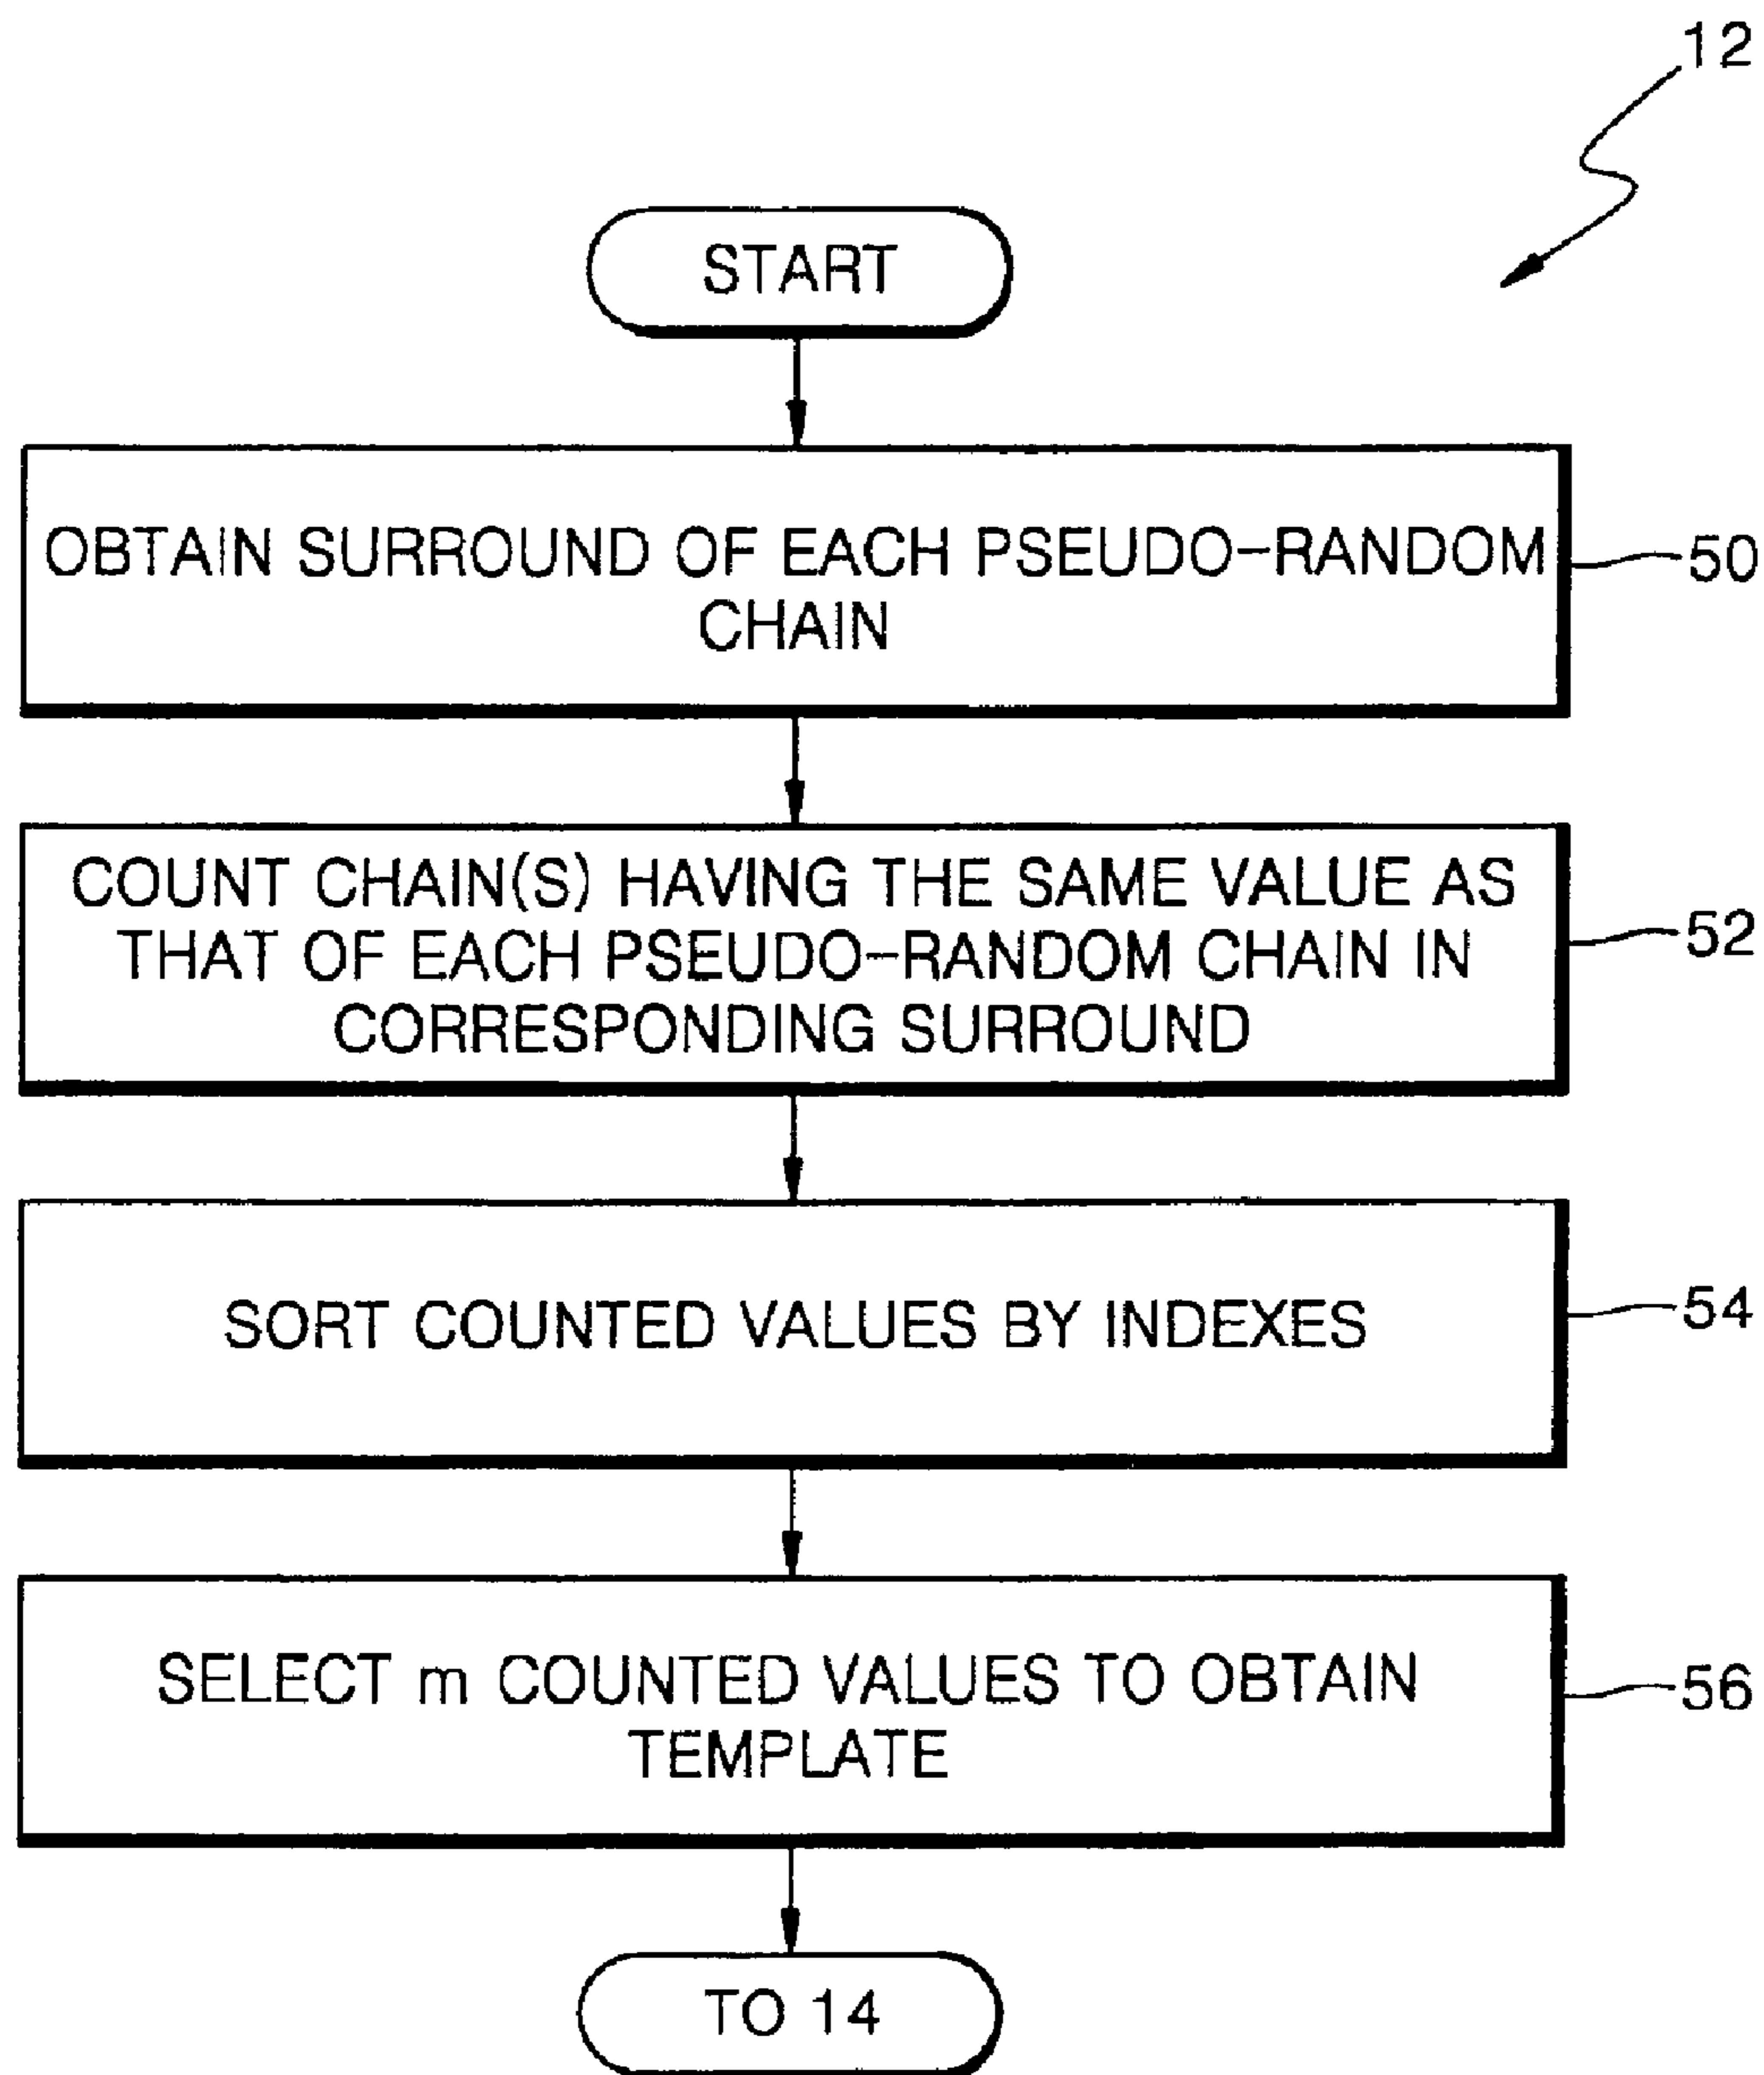 12
START
OBTAIN SURROUND OF EACH PSEUDO-RANDOM
CHAIN
50
COUNT CHAIN(S) HAVING THE SAME VALUE AS
THAT OF EACH PSEUDO-RANDOM CHAIN IN
CORRESPONDING SURROUND
52
SORT COUNTED VALUES BY INDEXES
54
SELECT m COUNTED VALUES TO OBTAIN
TEMPLATE
56
TO 14